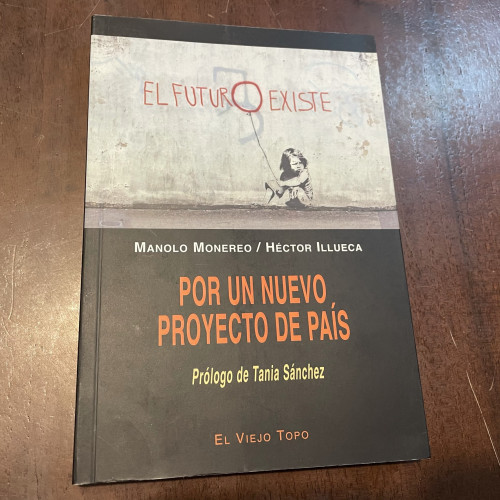 EL FUTURO EXISTE
MANOLO MONEREO / HÉCTOR ILLUECA
POR UN NUEVO
PROYECTO DE PAÍS
Prólogo de Tania Sánchez
EL VIEJO TOPO